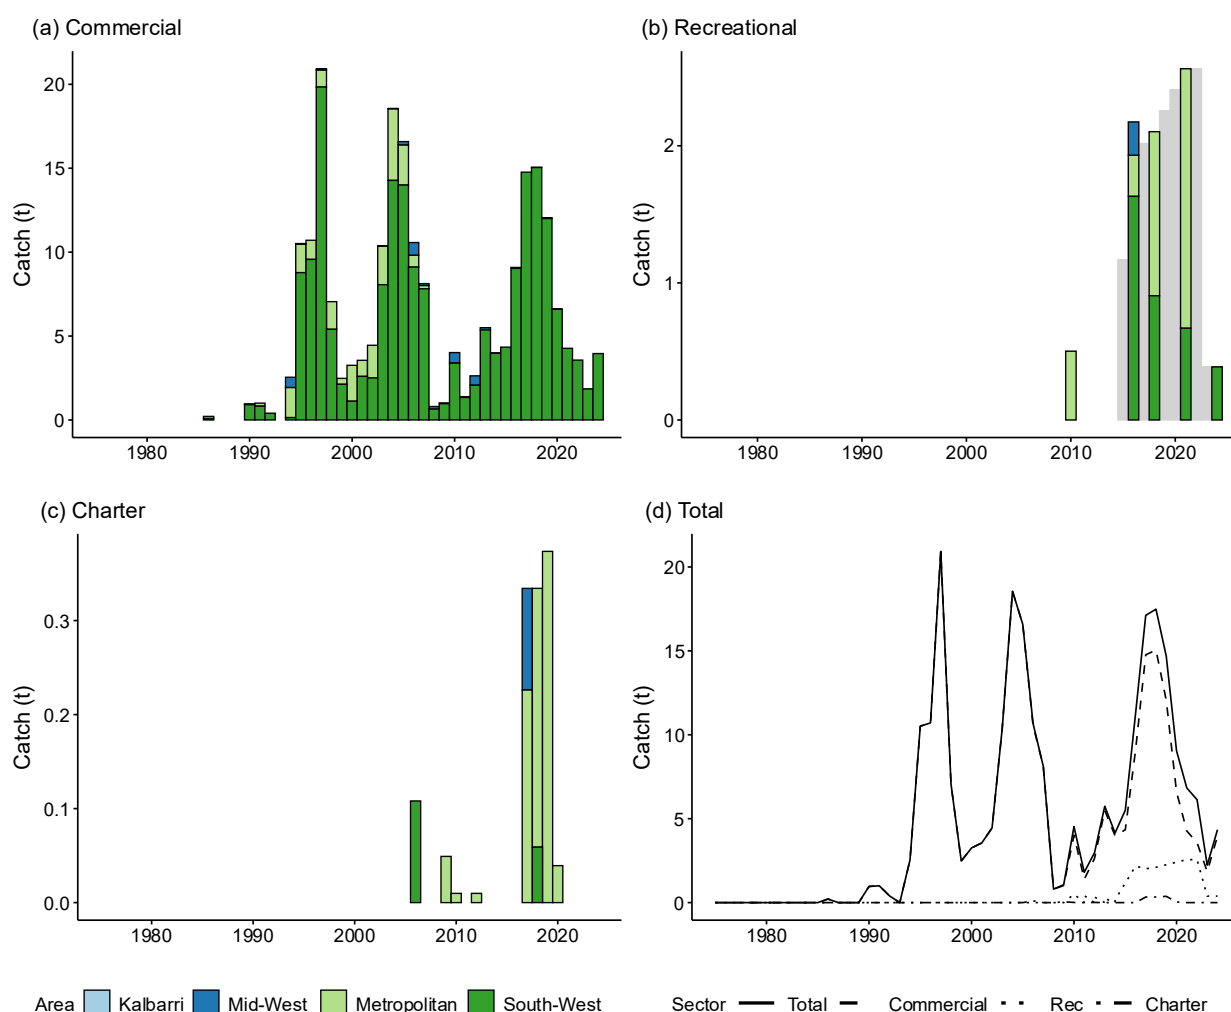 (a) Commercial
(b) Recreational
Catch (t)
20
15
10
5
0
1980 1990 2000 2010 2020
Catch (t)
2
1
0
1980 1990 2000 2010 2020
(c) Charter
(d) Total
Catch (t)
0.3
0.2
0.1
0.0
1980 1990 2000 2010 2020
Catch (t)
20
15
10
5
0
1980 1990 2000 2010 2020
Area Kalbarri Mid-West Metropolitan South-West
Sector Total Commercial Rec Charter